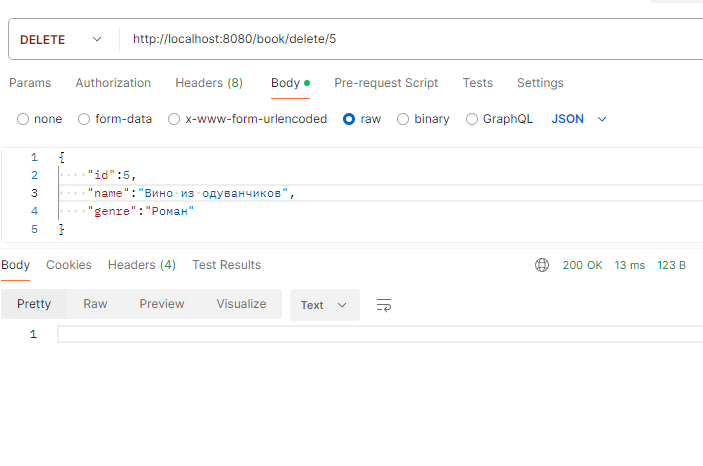 DELETE http://localhost:8080/book/delete/5
Params Authorization Headers (8) Body Pre-request Script Tests Settings
none form-data x-www-form-urlencoded raw binary GraphQL JSON
1 {
2 "id":5,
3 "name":"Вино из одуванчиков",
4 "genre":"Роман"
5 }
Body Cookies Headers (4) Test Results 200 OK 13 ms 123 B
Pretty Raw Preview Visualize Text
1